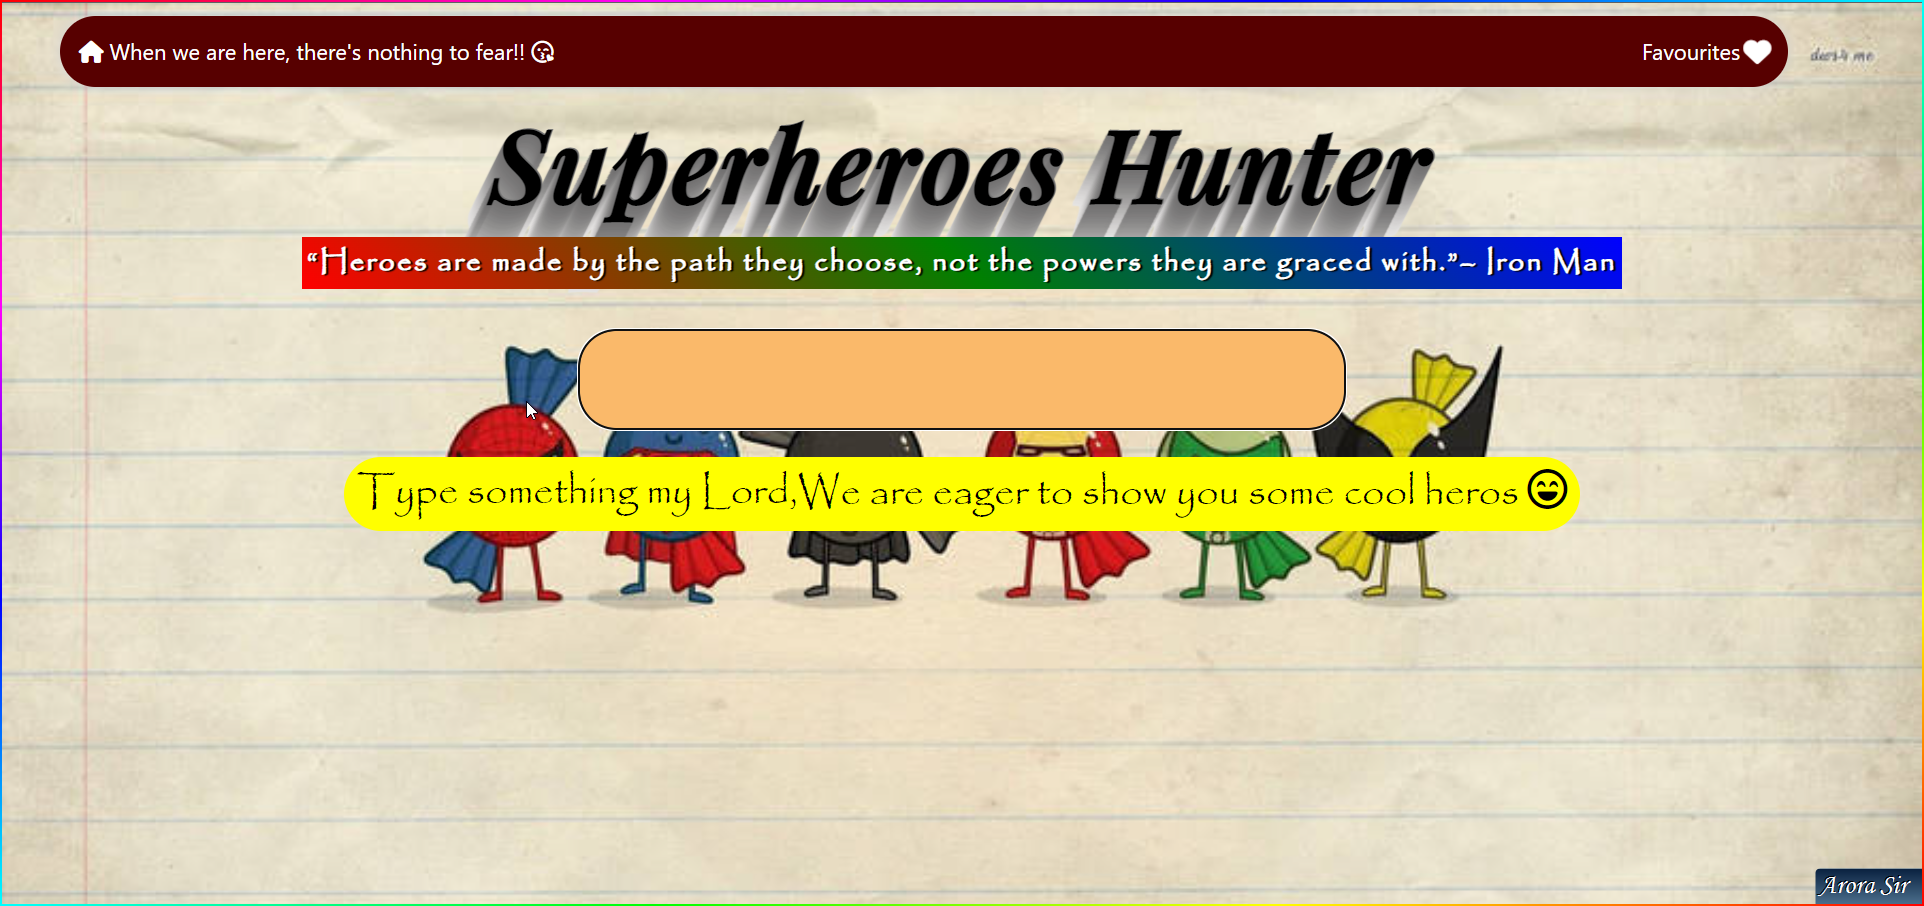 When we are here, there's nothing to fear!!
Favourites
Superheroes Hunter
“Heroes are made by the path they choose, not the powers they are graced with.”– Iron Man
Type something my Lord,We are eager to show you some cool heros
Arora Sir